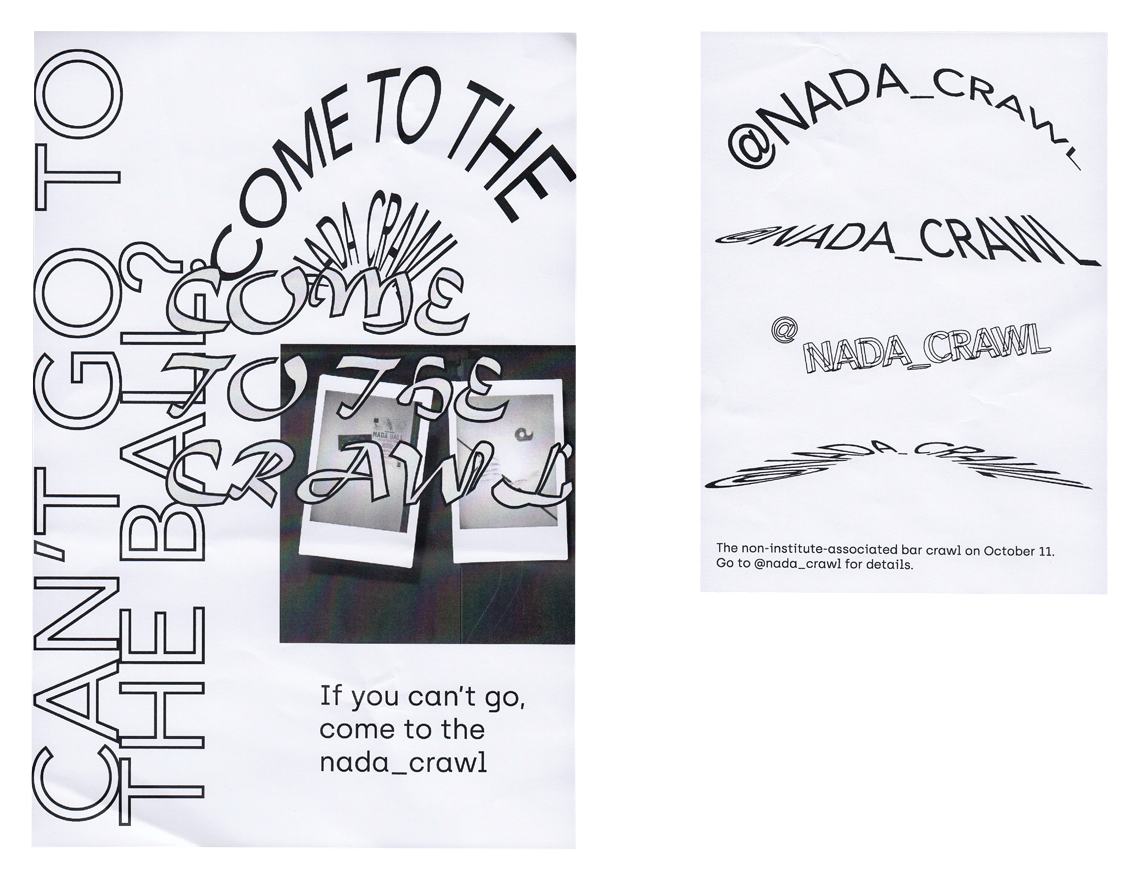 CAN'T GO TO
THE BALL?
COME TO THE
NADA CRAWL
COME
TO THE
CRAWL
NADA BALL
@
If you can't go,
come to the
nada_crawl
@NADA_CRAWL
@NADA_CRAWL
@NADA_CRAWL
@NADA_CRAWL
The non-institute-associated bar crawl on October 11.
Go to @nada_crawl for details.